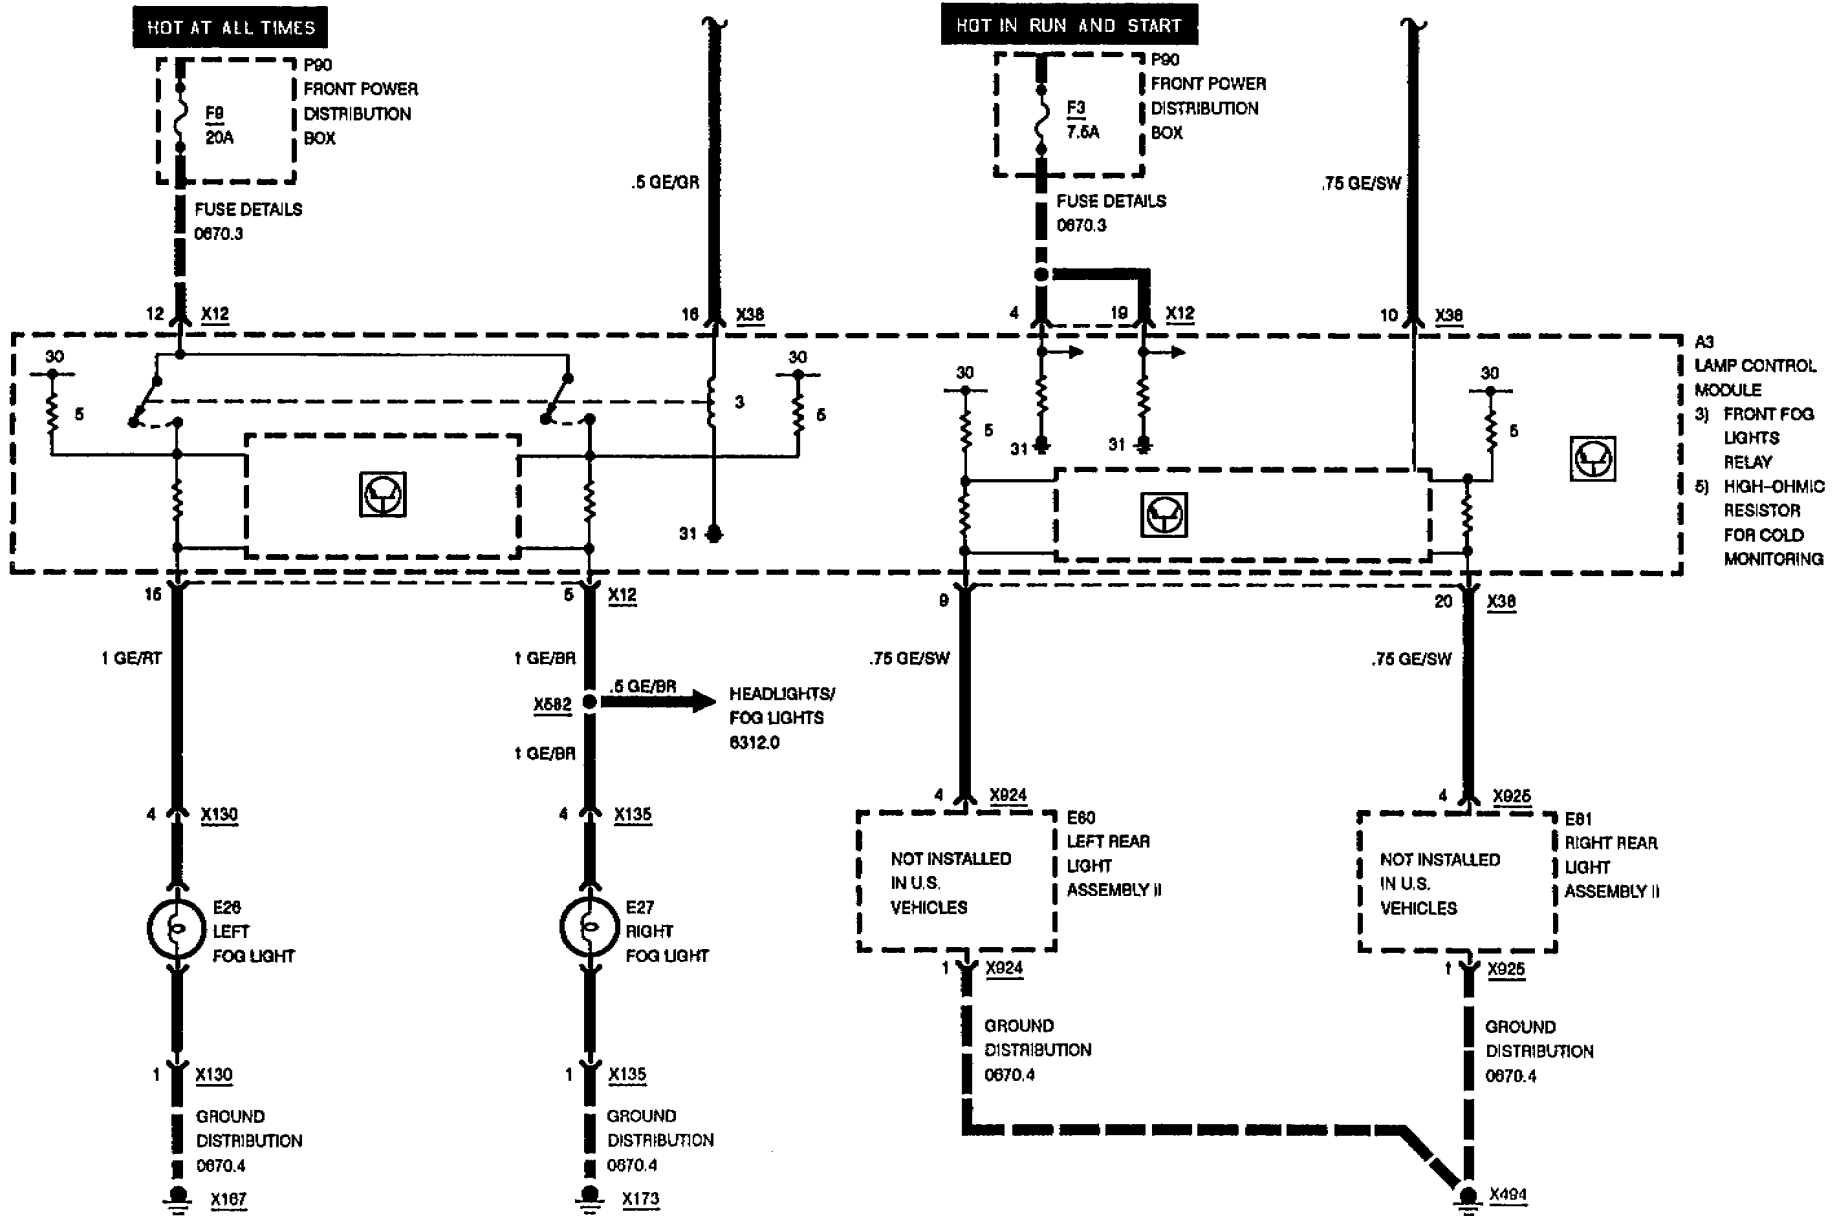 HOT AT ALL TIMES
P90
FRONT POWER
DISTRIBUTION
BOX
F9
20A
FUSE DETAILS
0670.3
.5 GE/GR
HOT IN RUN AND START
P90
FRONT POWER
DISTRIBUTION
BOX
F3
7.5A
FUSE DETAILS
0670.3
.75 GE/SW
12
X12
16
X38
4
19
X12
10
X38
30
5
3
30
5
31
30
5
31
31
30
5
A3
LAMP CONTROL
MODULE
3) FRONT FOG
LIGHTS
RELAY
5) HIGH-OHMIC
RESISTOR
FOR COLD
MONITORING
15
5
X12
9
20
X38
1 GE/RT
1 GE/BR
.5 GE/BR
X582
HEADLIGHTS/
FOG LIGHTS
6312.0
1 GE/BR
.75 GE/SW
.75 GE/SW
4
X130
4
X135
4
X924
4
X925
E26
LEFT
FOG LIGHT
E27
RIGHT
FOG LIGHT
NOT INSTALLED
IN U.S.
VEHICLES
E60
LEFT REAR
LIGHT
ASSEMBLY II
NOT INSTALLED
IN U.S.
VEHICLES
E61
RIGHT REAR
LIGHT
ASSEMBLY II
1
X924
1
X925
GROUND
DISTRIBUTION
0670.4
GROUND
DISTRIBUTION
0670.4
1
X130
1
X135
GROUND
DISTRIBUTION
0670.4
GROUND
DISTRIBUTION
0670.4
X167
X173
X494